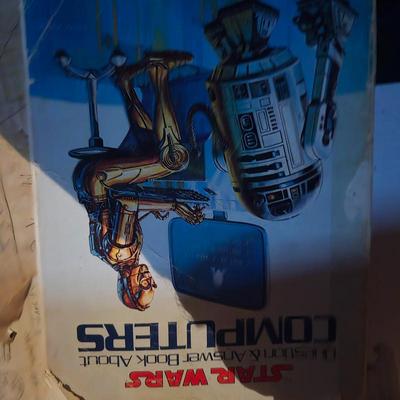 STAR WARS
Question & Answer Book About
COMPUTERS